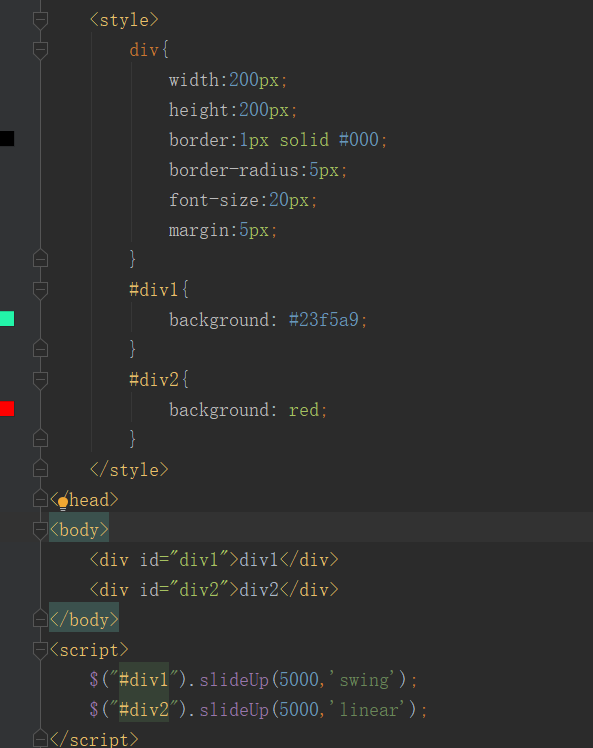 <style>
div{
width:200px;
height:200px;
border:1px solid #000;
border-radius:5px;
font-size:20px;
margin:5px;
}
#div1{
background: #23f5a9;
}
#div2{
background: red;
}
</style>
</head>
<body>
<div id="div1">div1</div>
<div id="div2">div2</div>
</body>
<script>
$("#div1").slideUp(5000,'swing');
$("#div2").slideUp(5000,'linear');
</script>